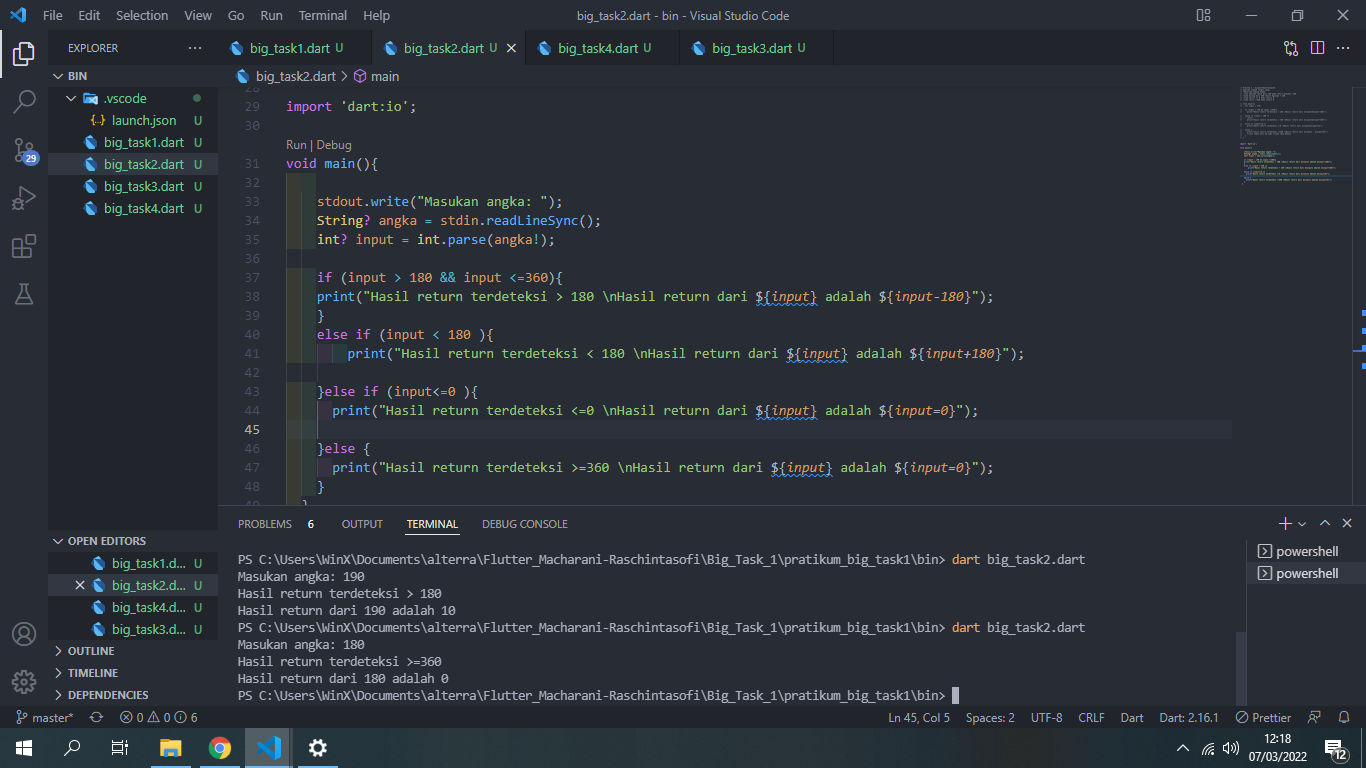 File Edit Selection View Go Run Terminal Help big_task2.dart - bin - Visual Studio Code
EXPLORER ···
big_task1.dart U
big_task2.dart U
big_task4.dart U
big_task3.dart U
BIN
.vscode
launch.json U
big_task1.dart U
big_task2.dart U
big_task3.dart U
big_task4.dart U
29
big_task2.dart > main
28
29 import 'dart:io';
30
Run | Debug
31 void main(){
32
33 stdout.write("Masukan angka: ");
34 String? angka = stdin.readLineSync();
35 int? input = int.parse(angka!);
36
37 if (input > 180 && input <=360){
38 print("Hasil return terdeteksi > 180 \nHasil return dari ${input} adalah ${input-180}");
39 }
40 else if (input < 180 ){
41 print("Hasil return terdeteksi < 180 \nHasil return dari ${input} adalah ${input+180}");
42
43 }else if (input<=0 ){
44 print("Hasil return terdeteksi <=0 \nHasil return dari ${input} adalah ${input=0}");
45
46 }else {
47 print("Hasil return terdeteksi >=360 \nHasil return dari ${input} adalah ${input=0}");
48 }
49 }
OPEN EDITORS
big_task1.d... U
big_task2.d... U
big_task4.d... U
big_task3.d... U
OUTLINE
TIMELINE
DEPENDENCIES
PROBLEMS 6 OUTPUT TERMINAL DEBUG CONSOLE
PS C:\Users\WinX\Documents\alterra\Flutter_Macharani-Raschintasofi\Big_Task_1\pratikum_big_task1\bin> dart big_task2.dart
Masukan angka: 190
Hasil return terdeteksi > 180
Hasil return dari 190 adalah 10
PS C:\Users\WinX\Documents\alterra\Flutter_Macharani-Raschintasofi\Big_Task_1\pratikum_big_task1\bin> dart big_task2.dart
Masukan angka: 180
Hasil return terdeteksi >=360
Hasil return dari 180 adalah 0
PS C:\Users\WinX\Documents\alterra\Flutter_Macharani-Raschintasofi\Big_Task_1\pratikum_big_task1\bin>
powershell
powershell
master* 0 0 6 Ln 45, Col 5 Spaces: 2 UTF-8 CRLF Dart Dart: 2.16.1 Prettier
12:18
07/03/2022
12